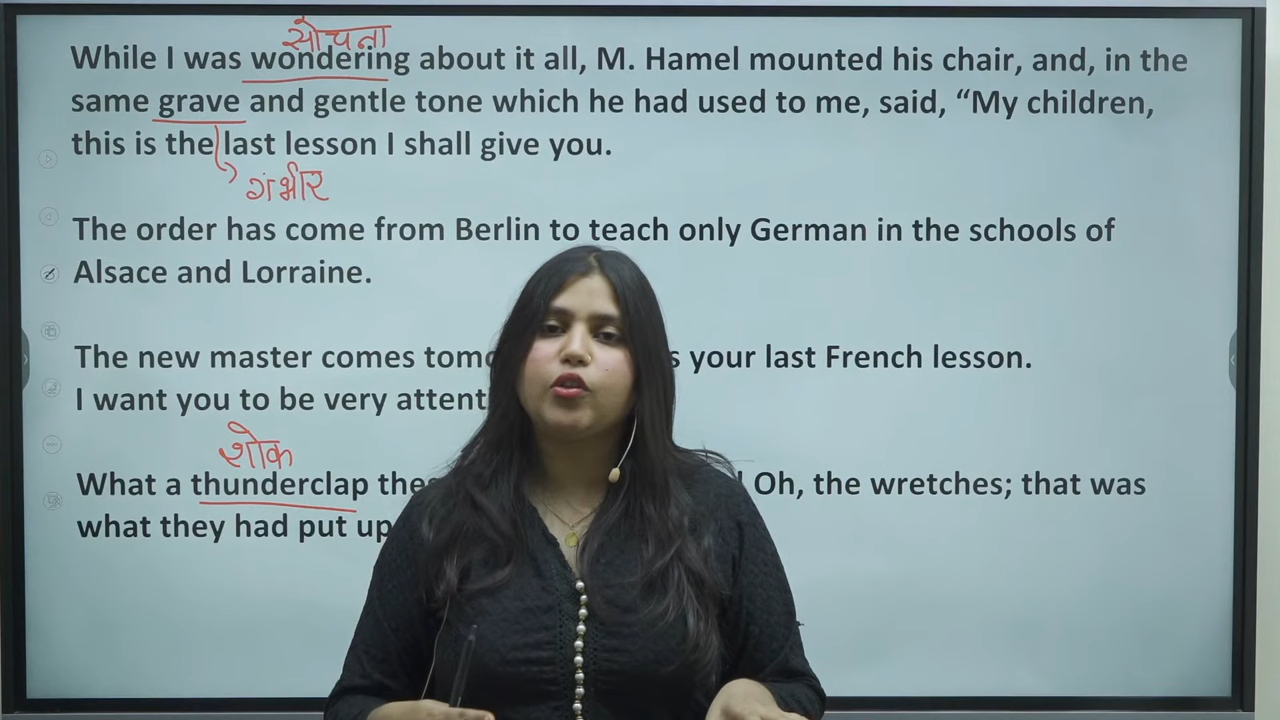 सोचना
While I was wondering about it all, M. Hamel mounted his chair, and, in the
same grave and gentle tone which he had used to me, said, “My children,
this is the last lesson I shall give you.
गंभीर
The order has come from Berlin to teach only German in the schools of
Alsace and Lorraine.
The new master comes your last French lesson.
I want you to be very
शोक
What a thunderclap Oh, the wretches; that was
what they had put up